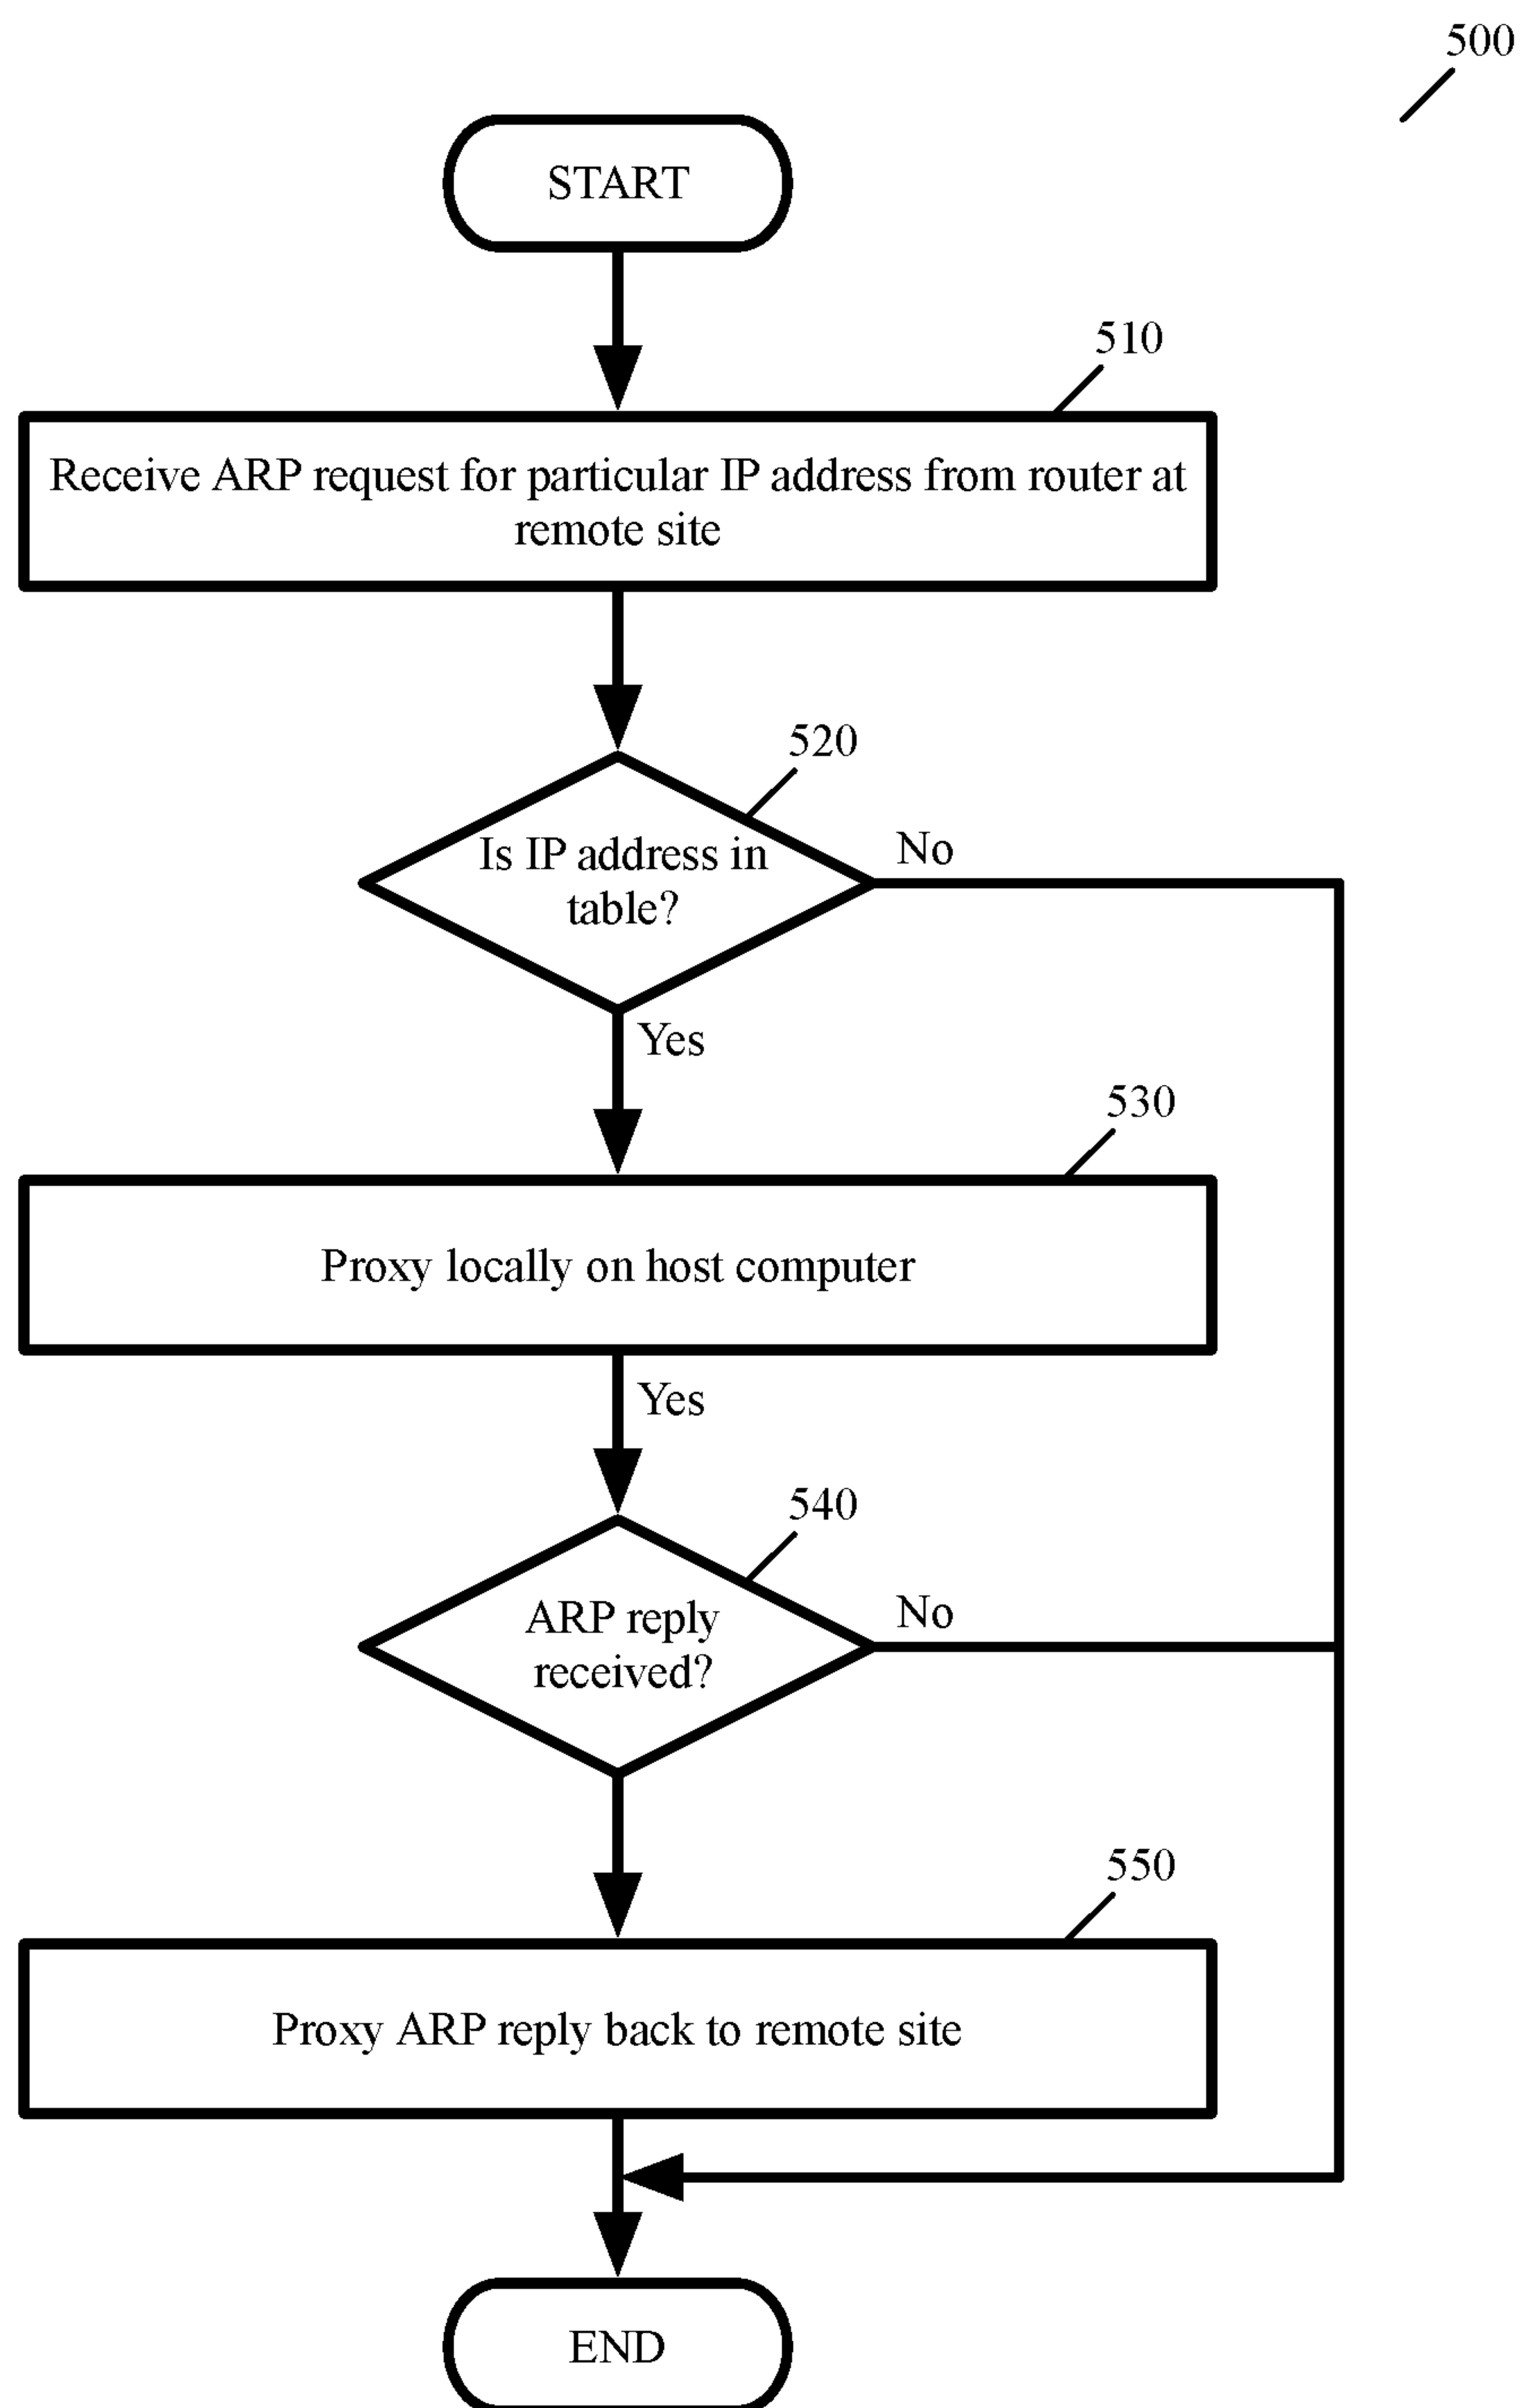 500
START
510
Receive ARP request for particular IP address from router at
remote site
520
Is IP address in
table?
No
Yes
530
Proxy locally on host computer
Yes
540
ARP reply
received?
No
550
Proxy ARP reply back to remote site
END